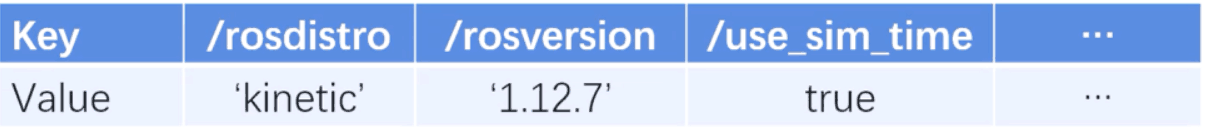 Key /rosdistro /rosversion /use_sim_time ···
Value ‘kinetic’ ‘1.12.7’ true ···